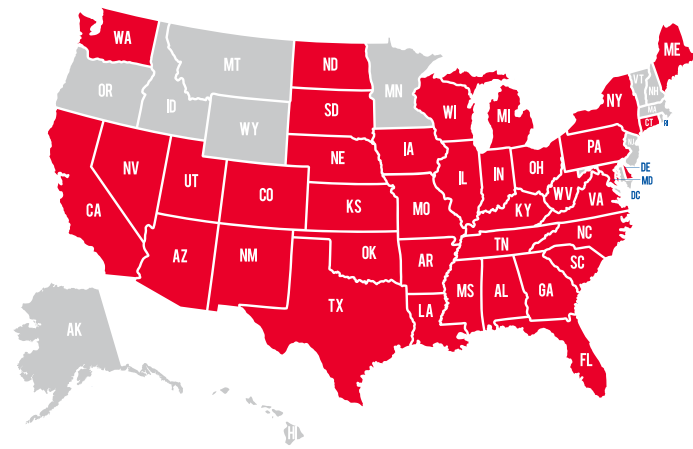 WA
MT
ND
MN
ME
VT
NH
OR
ID
WY
SD
WI
MI
NY
MA
CT
RI
NV
UT
CO
NE
IA
IL
IN
OH
PA
NJ
DE
MD
DC
CA
KS
MO
KY
WV
VA
AZ
NM
OK
AR
TN
NC
SC
TX
LA
MS
AL
GA
FL
AK
HI